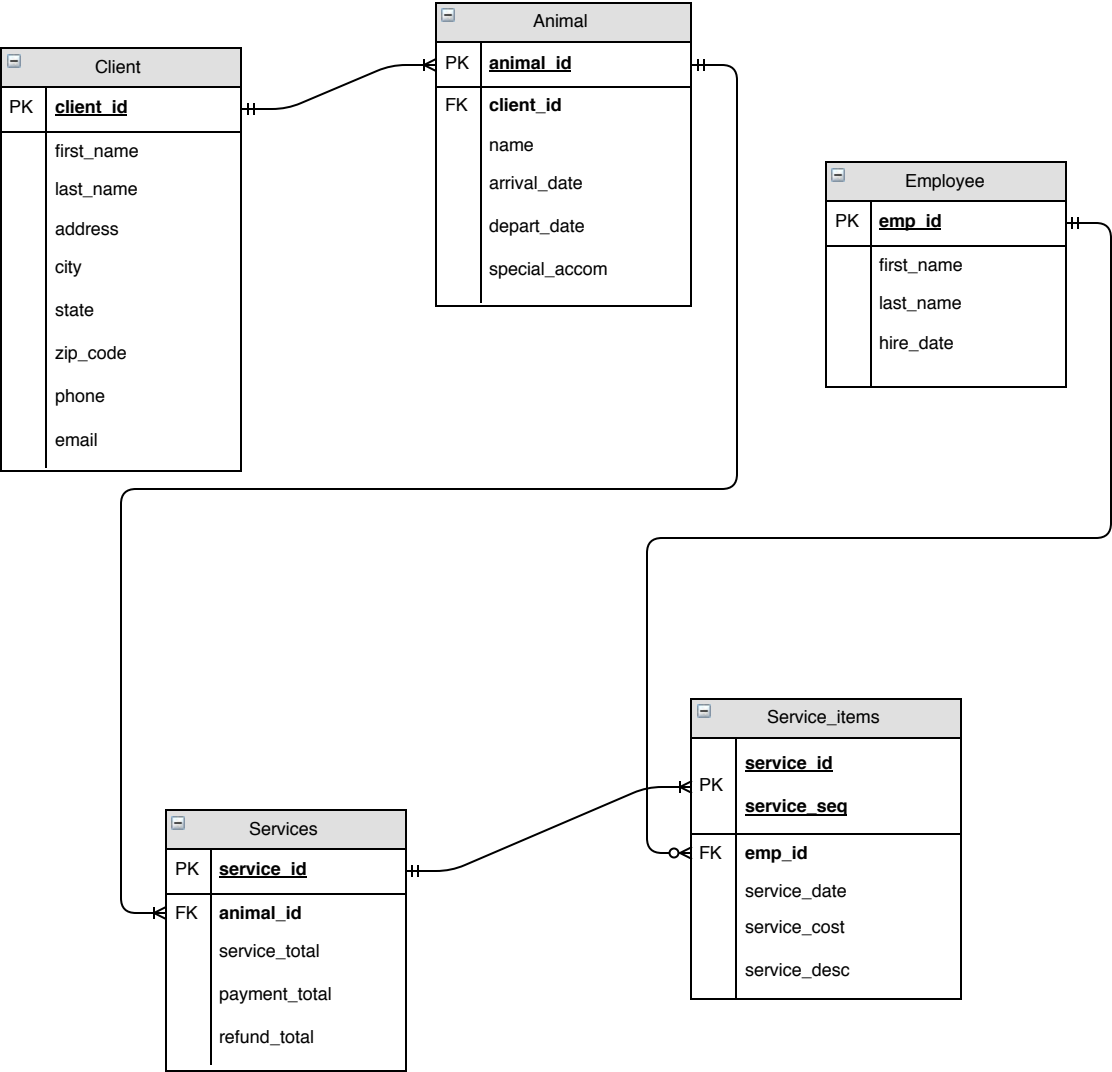 Client
PK client_id
first_name
last_name
address
city
state
zip_code
phone
email
Animal
PK animal_id
FK client_id
name
arrival_date
depart_date
special_accom
Employee
PK emp_id
first_name
last_name
hire_date
Services
PK service_id
FK animal_id
service_total
payment_total
refund_total
Service_items
service_id
PK
service_seq
FK emp_id
service_date
service_cost
service_desc